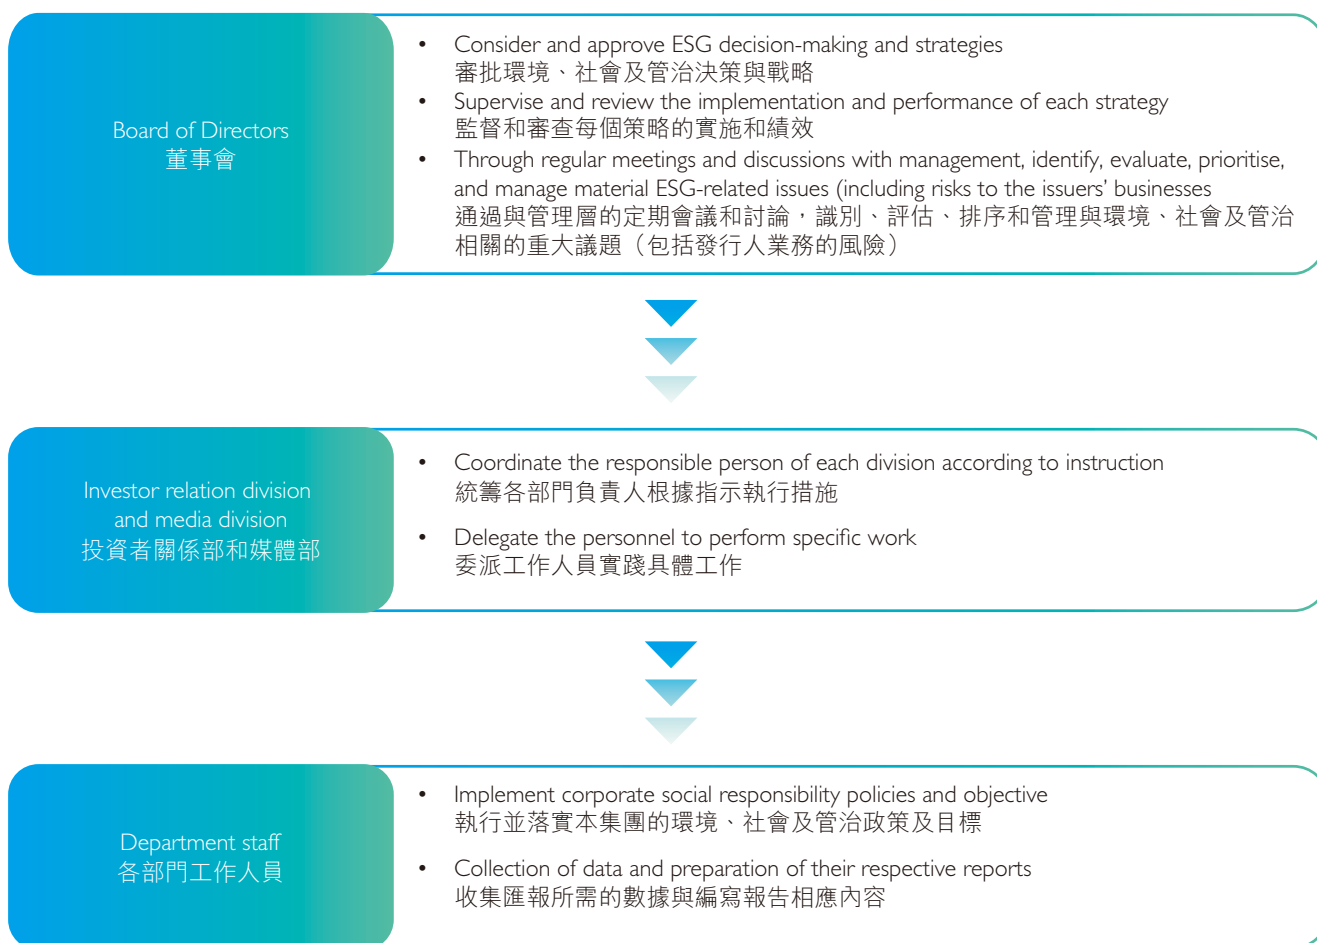 Board of Directors
董事會
• Consider and approve ESG decision-making and strategies
審批環境、社會及管治決策與戰略
• Supervise and review the implementation and performance of each strategy
監督和審查每個策略的實施和績效
• Through regular meetings and discussions with management, identify, evaluate, prioritise,
and manage material ESG-related issues (including risks to the issuers’ businesses
通過與管理層的定期會議和討論，識別、評估、排序和管理與環境、社會及管治
相關的重大議題（包括發行人業務的風險）
Investor relation division
and media division
投資者關係部和媒體部
• Coordinate the responsible person of each division according to instruction
統籌各部門負責人根據指示執行措施
• Delegate the personnel to perform specific work
委派工作人員實踐具體工作
Department staff
各部門工作人員
• Implement corporate social responsibility policies and objective
執行並落實本集團的環境、社會及管治政策及目標
• Collection of data and preparation of their respective reports
收集匯報所需的數據與編寫報告相應內容